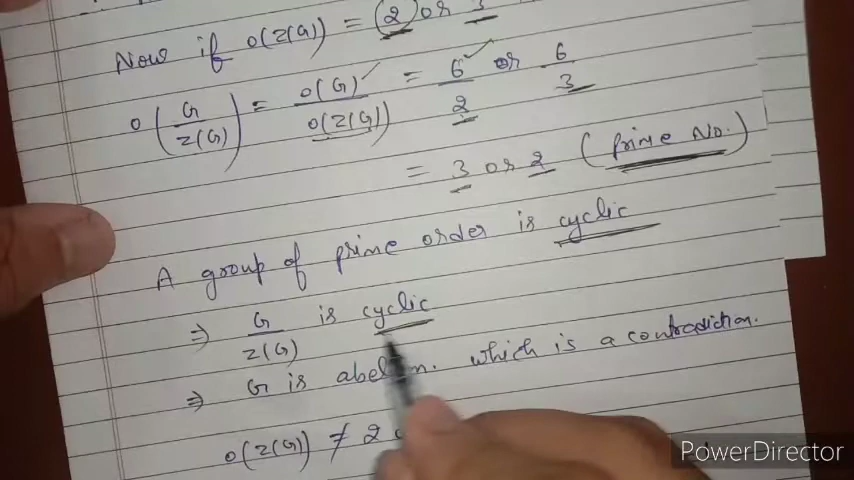 Now if o(Z(G)) = 2 or 3
o(G/Z(G)) = o(G)/o(Z(G)) = 6/2 or 6/3
= 3 or 2 (prime No.)
A group of prime order is cyclic
⇒ G/Z(G) is cyclic
⇒ G is abelian. which is a contradiction.
o(Z(G)) ≠ 2
PowerDirector